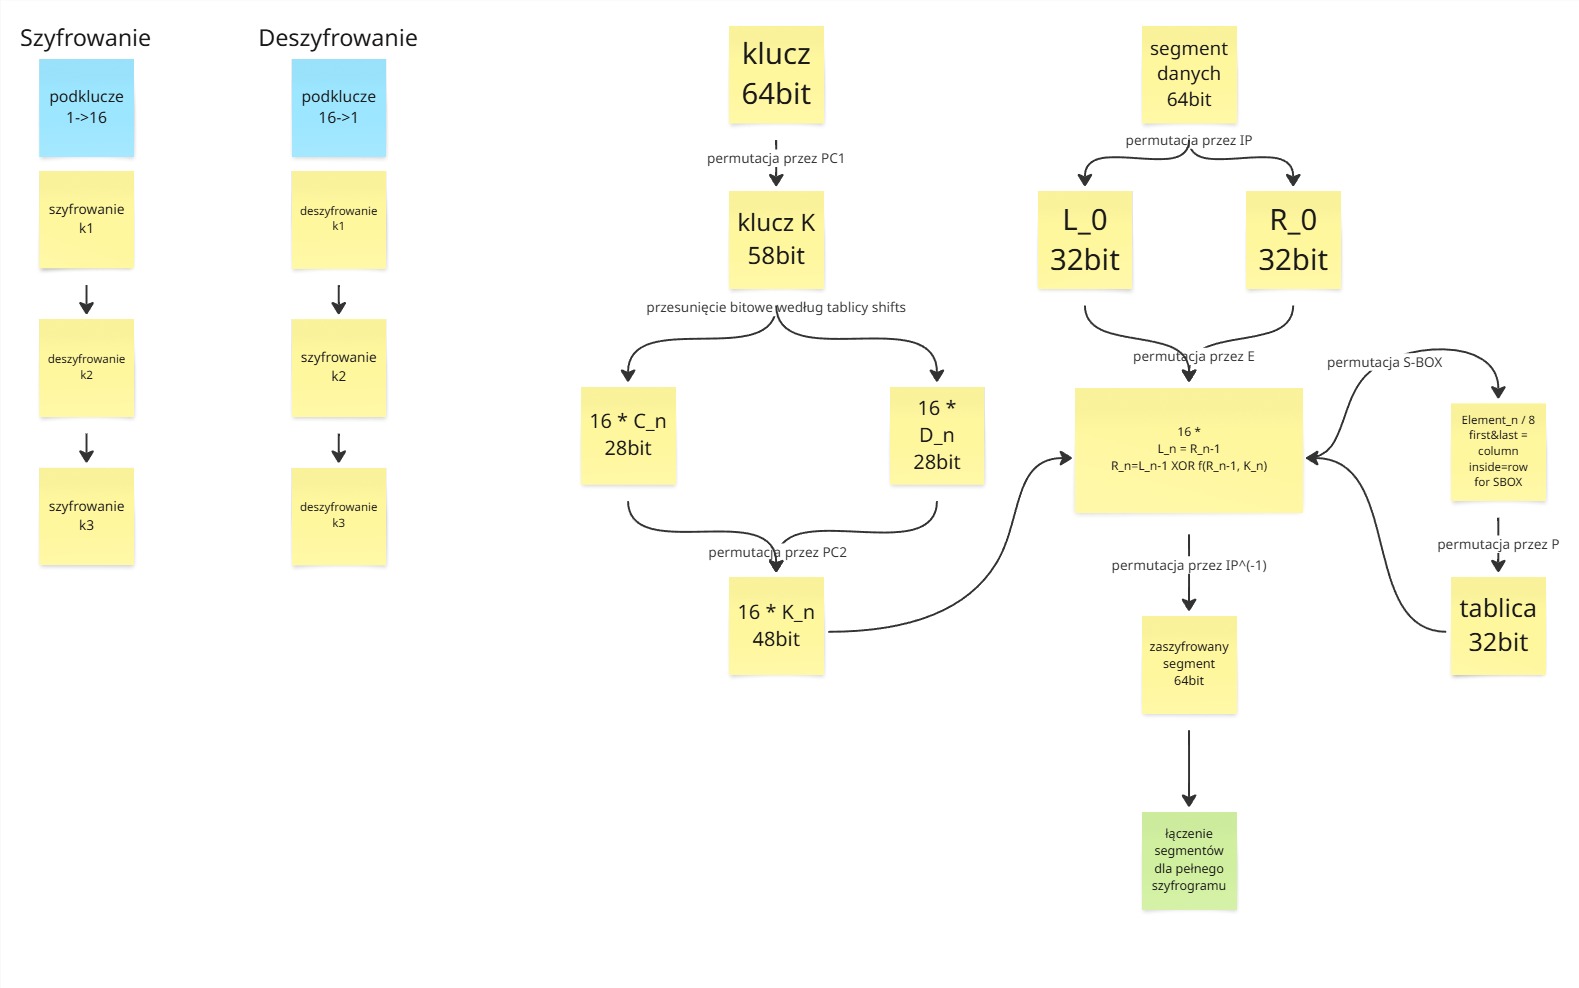 Szyfrowanie
podklucze
1->16
szyfrowanie
k1
deszyfrowanie
k2
szyfrowanie
k3
Deszyfrowanie
podklucze
16->1
deszyfrowanie
k1
szyfrowanie
k2
deszyfrowanie
k3
klucz
64bit
permutacja przez PC1
klucz K
58bit
przesunięcie bitowe według tablicy shifts
16 * C_n
28bit
16 *
D_n
28bit
permutacja przez PC2
16 * K_n
48bit
segment
danych
64bit
permutacja przez IP
L_0
32bit
R_0
32bit
permutacja przez E
16 *
L_n = R_n-1
R_n=L_n-1 XOR f(R_n-1, K_n)
permutacja S-BOX
Element_n / 8
first&last =
column
inside=row
for SBOX
permutacja przez P
tablica
32bit
permutacja przez IP^(-1)
zaszyfrowany
segment
64bit
łączenie
segmentów
dla pełnego
szyfrogramu